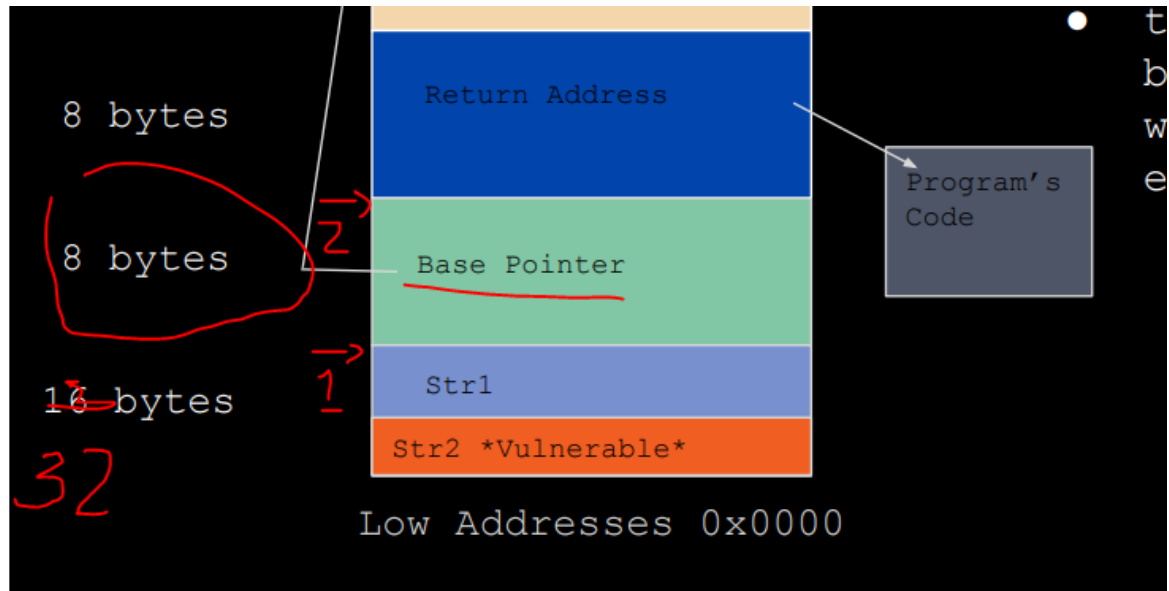 • t
b
w
e
8 bytes
Return Address
Program's
Code
2
8 bytes
Base Pointer
1
16 bytes
Str1
32
Str2 *Vulnerable*
Low Addresses 0x0000